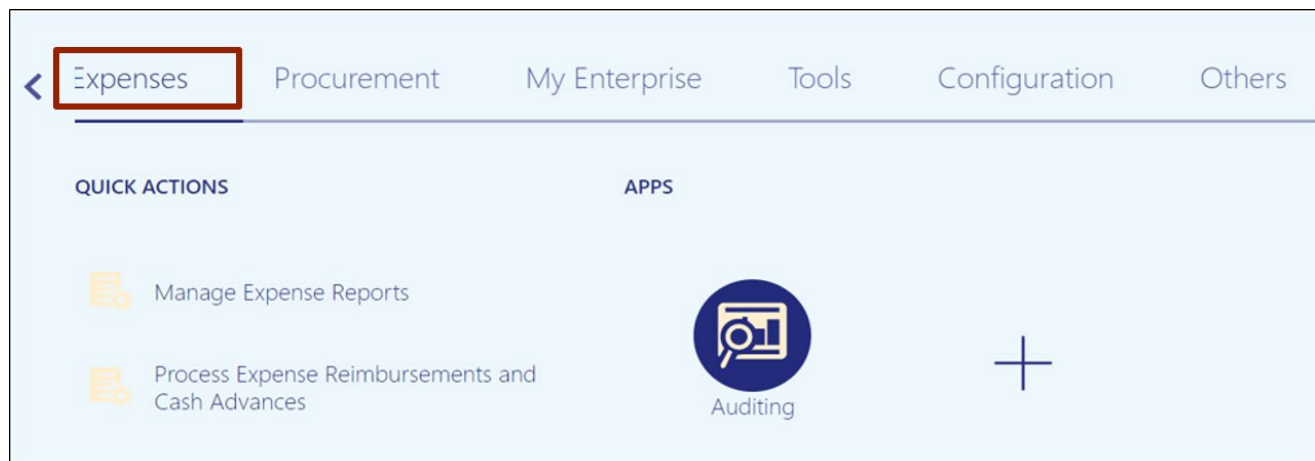 Expenses Procurement My Enterprise Tools Configuration Others
QUICK ACTIONS APPS
Manage Expense Reports
Process Expense Reimbursements and
Cash Advances
Auditing